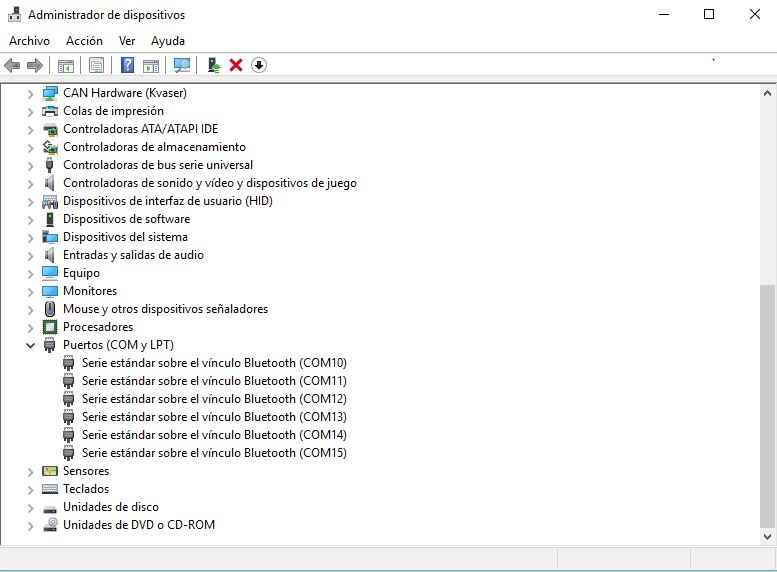 Administrador de dispositivos
Archivo Acción Ver Ayuda
CAN Hardware (Kvaser)
Colas de impresión
Controladoras ATA/ATAPI IDE
Controladoras de almacenamiento
Controladoras de bus serie universal
Controladoras de sonido y vídeo y dispositivos de juego
Dispositivos de interfaz de usuario (HID)
Dispositivos de software
Dispositivos del sistema
Entradas y salidas de audio
Equipo
Monitores
Mouse y otros dispositivos señaladores
Procesadores
Puertos (COM y LPT)
Serie estándar sobre el vínculo Bluetooth (COM10)
Serie estándar sobre el vínculo Bluetooth (COM11)
Serie estándar sobre el vínculo Bluetooth (COM12)
Serie estándar sobre el vínculo Bluetooth (COM13)
Serie estándar sobre el vínculo Bluetooth (COM14)
Serie estándar sobre el vínculo Bluetooth (COM15)
Sensores
Teclados
Unidades de disco
Unidades de DVD o CD-ROM